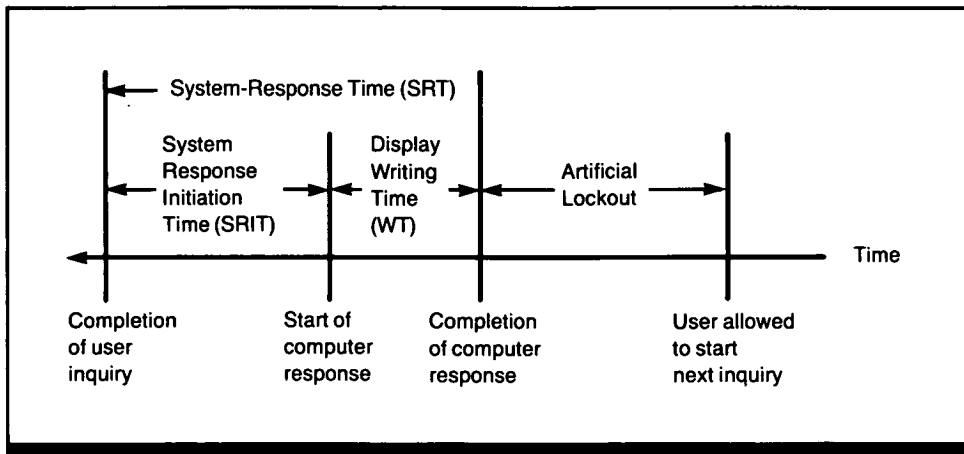 System-Response Time (SRT)
System
Response
Initiation
Time (SRIT)
Display
Writing
Time
(WT)
Artificial
Lockout
Time
Completion
of user
inquiry
Start of
computer
response
Completion
of computer
response
User allowed
to start
next inquiry